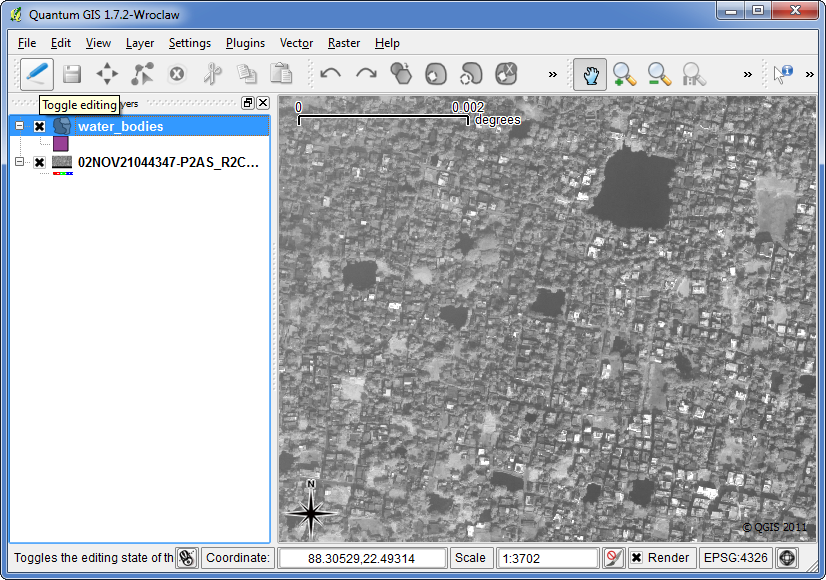 Quantum GIS 1.7.2-Wroclaw
File Edit View Layer Settings Plugins Vector Raster Help
» » »
Toggle editing yers
water_bodies
02NOV21044347-P2AS_R2C...
0 0.002
degrees
N
© QGIS 2011
Toggles the editing state of th Coordinate: 88.30529,22.49314 Scale 1:3702 Render EPSG:4326